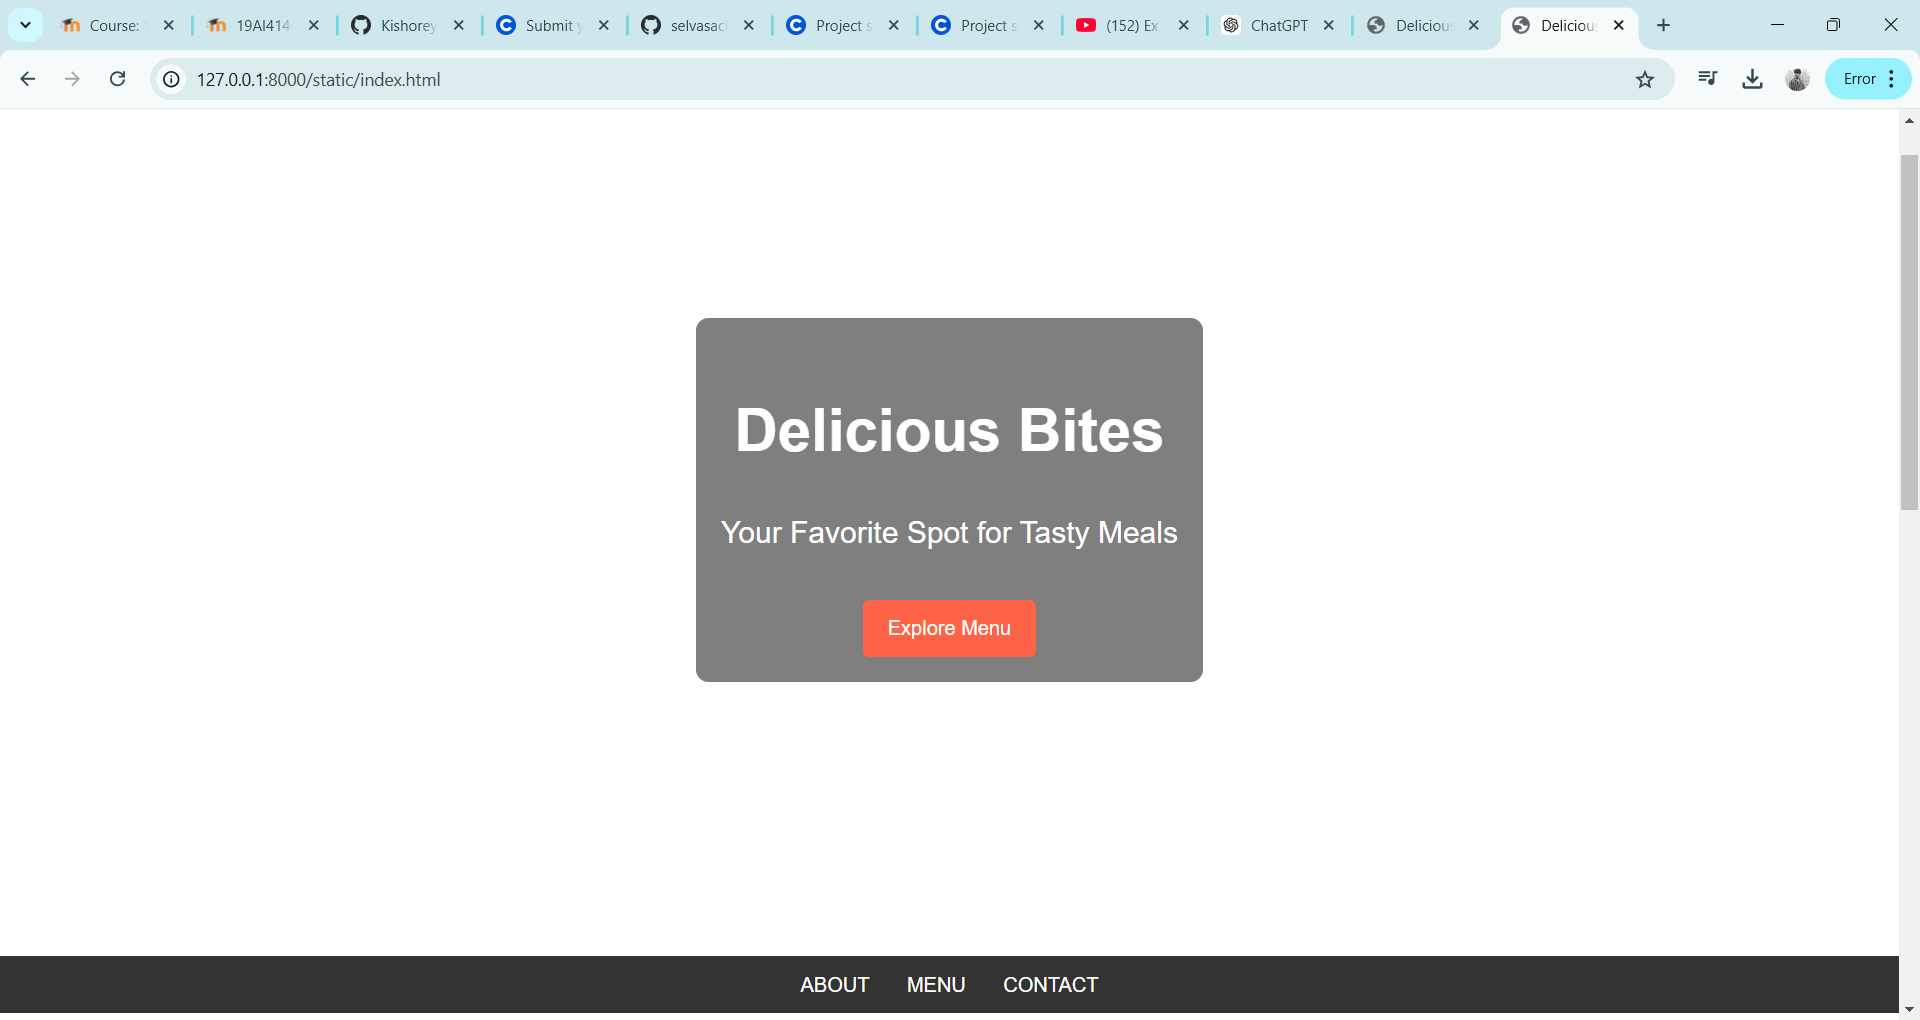 Course: 19AI414 Kishorey Submit selvasac Project Project (152) Ex ChatGPT Deliciou Deliciou
127.0.0.1:8000/static/index.html Error
Delicious Bites
Your Favorite Spot for Tasty Meals
Explore Menu
ABOUT MENU CONTACT